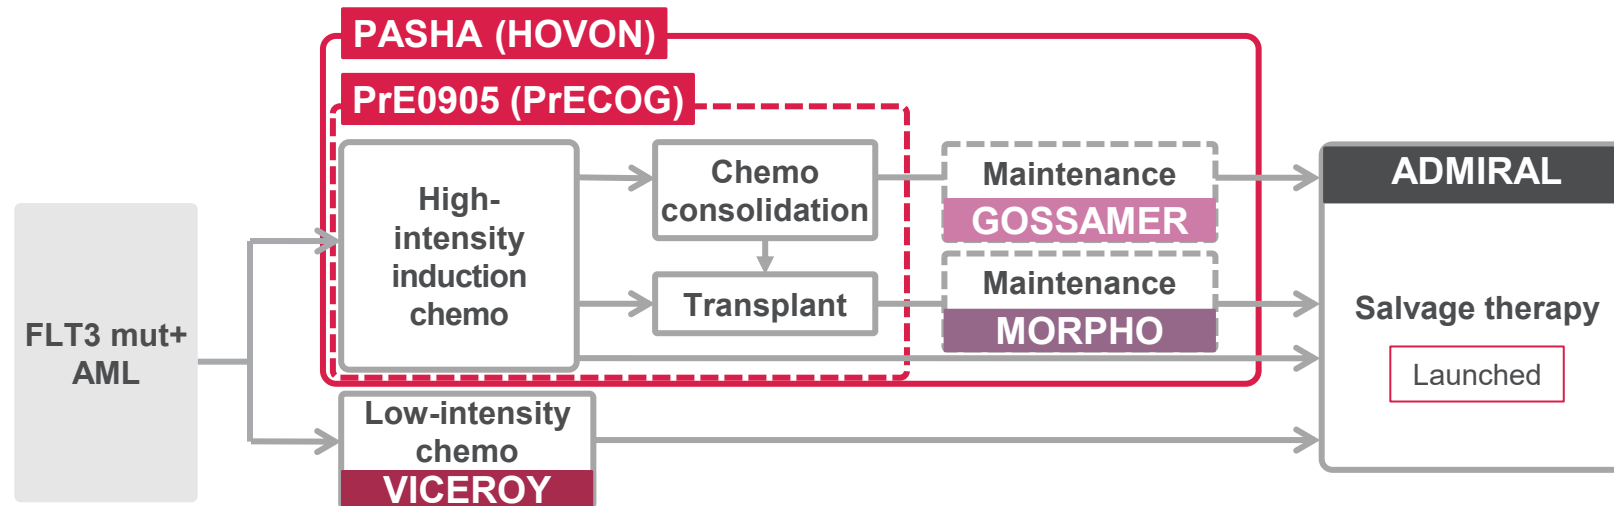 PASHA (HOVON)
PrE0905 (PrECOG)
FLT3 mut+
AML
High-
intensity
induction
chemo
Chemo
consolidation
Transplant
Maintenance
GOSSAMER
Maintenance
MORPHO
Low-intensity
chemo
VICEROY
ADMIRAL
Salvage therapy
Launched